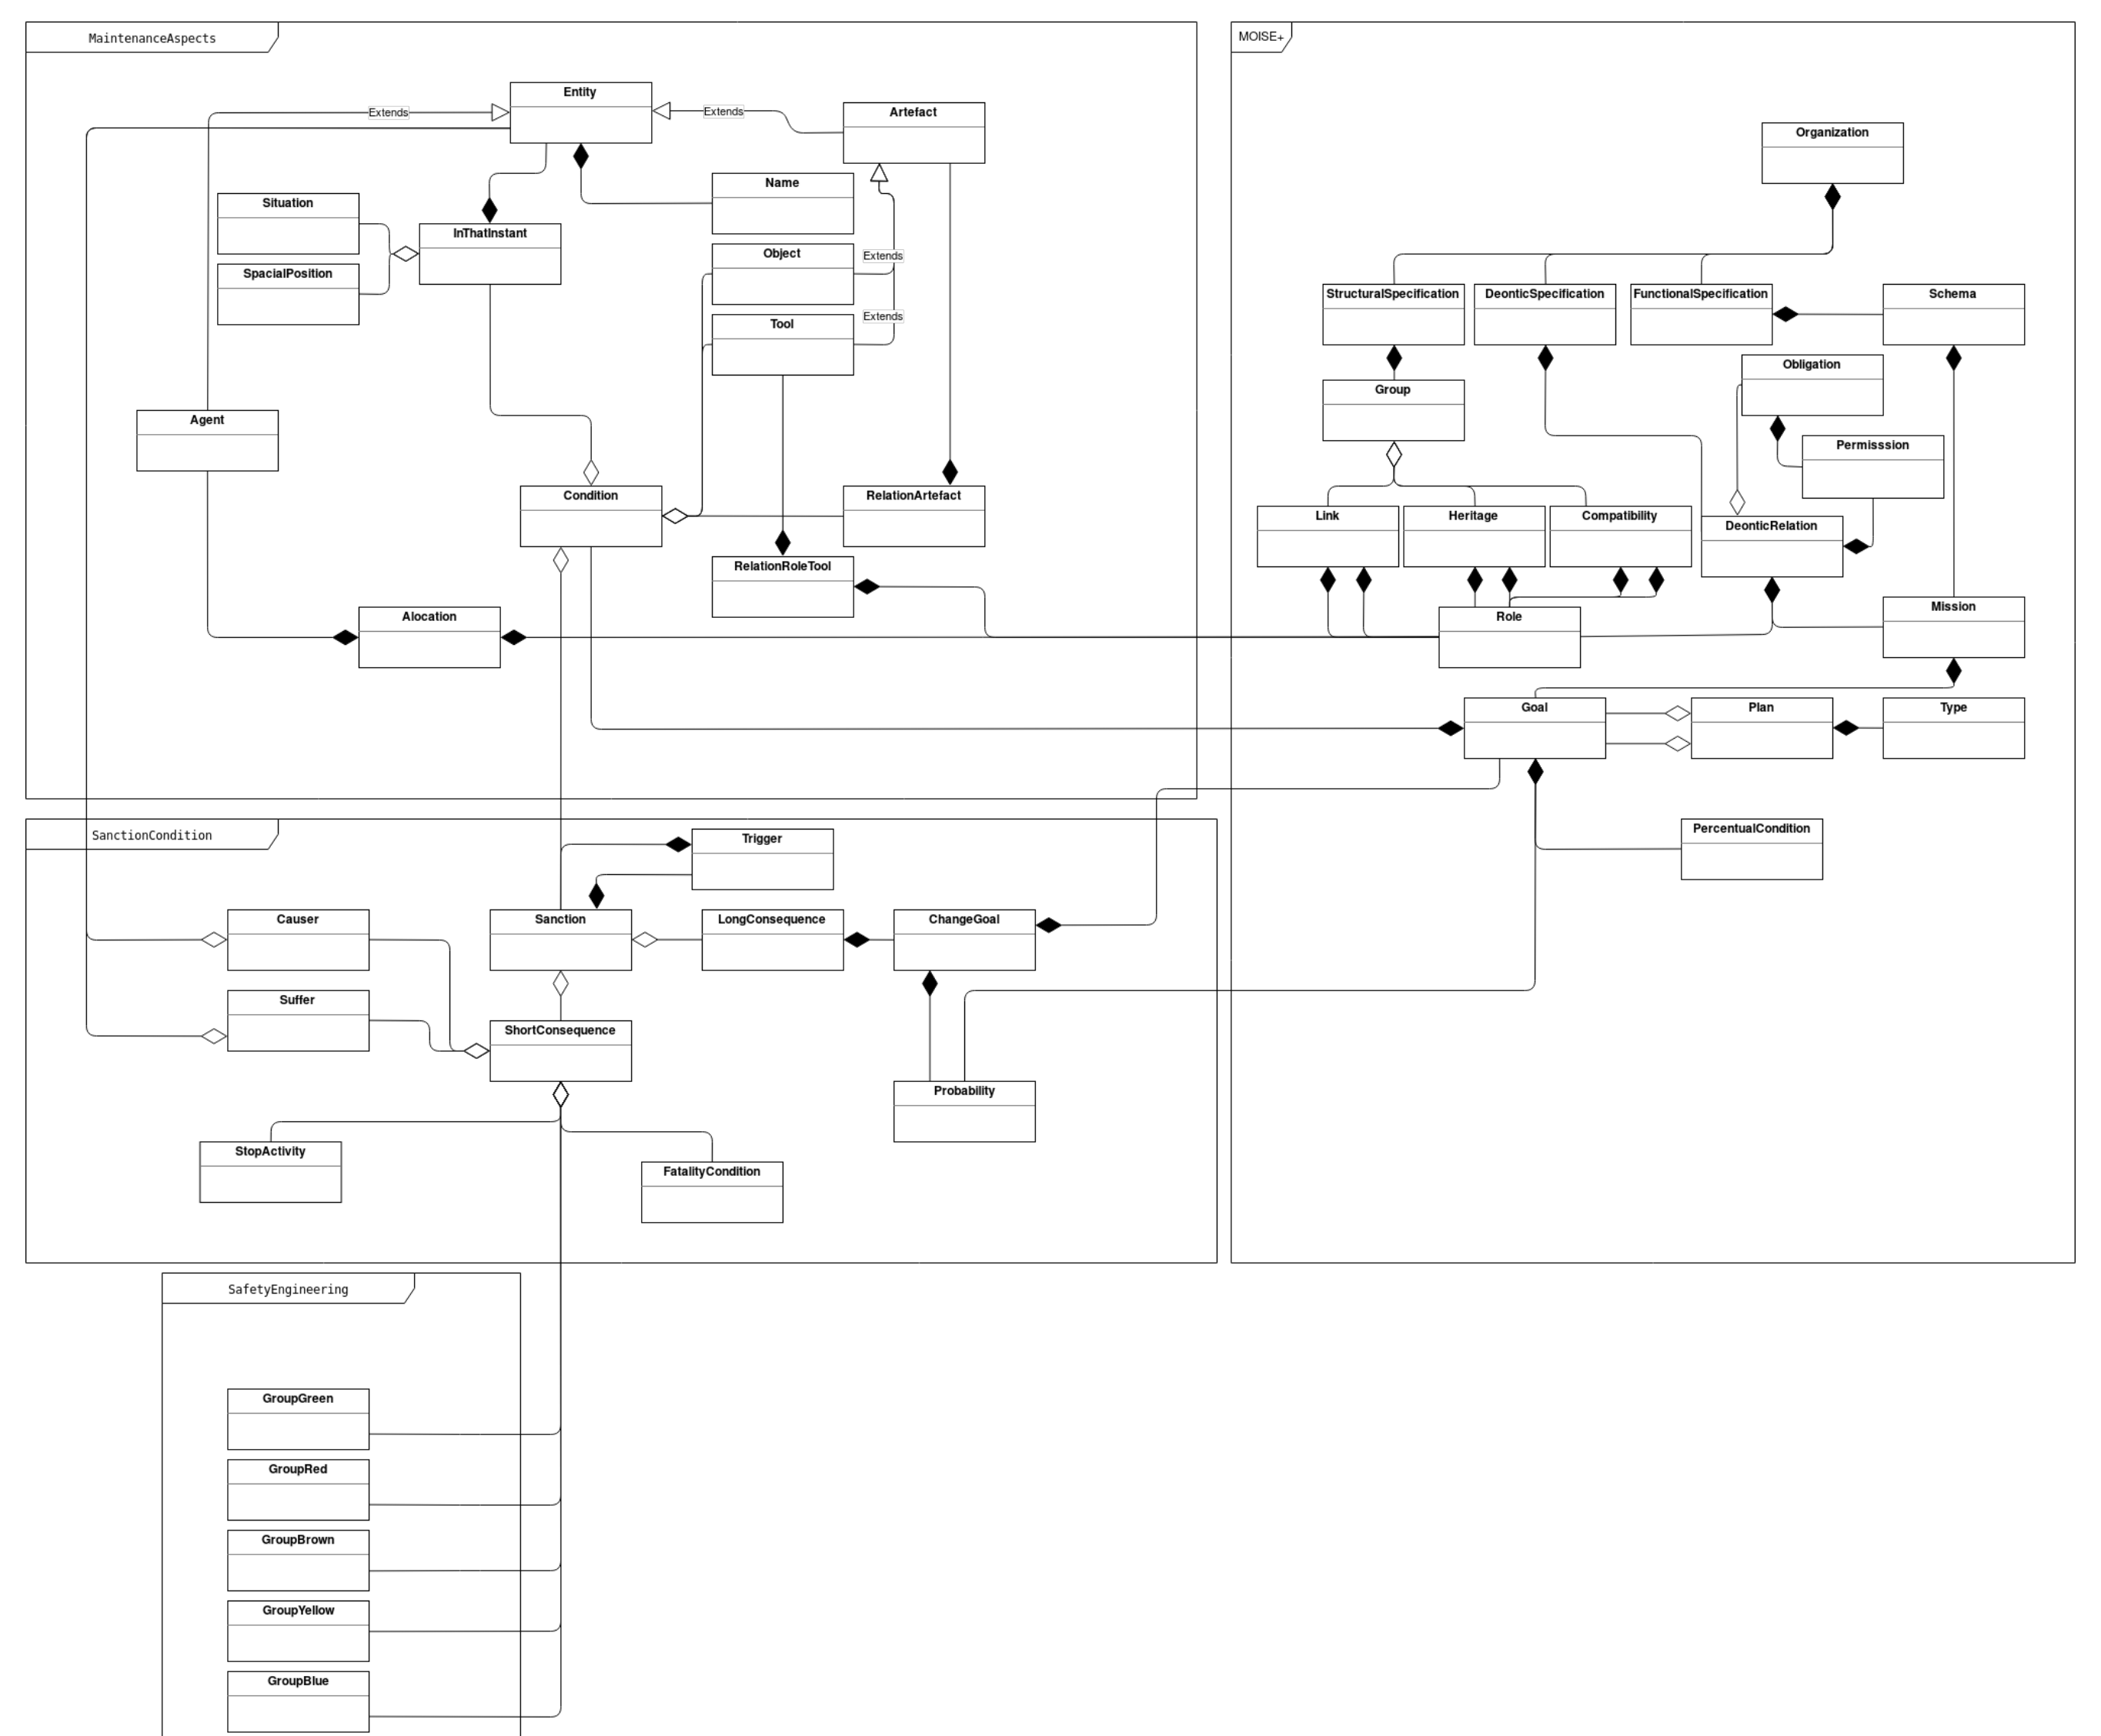 MaintenanceAspects
Entity
Extends
Extends
Artefact
Name
Situation
InThatInstant
Object
Extends
SpacialPosition
Tool
Extends
Agent
Condition
RelationArtefact
RelationRoleTool
Alocation
MOISE+
Organization
StructuralSpecification
DeonticSpecification
FunctionalSpecification
Schema
Obligation
Group
Permisssion
Link
Heritage
Compatibility
DeonticRelation
Role
Mission
Goal
Plan
Type
PercentualCondition
SanctionCondition
Trigger
Causer
Sanction
LongConsequence
ChangeGoal
Suffer
ShortConsequence
Probability
StopActivity
FatalityCondition
SafetyEngineering
GroupGreen
GroupRed
GroupBrown
GroupYellow
GroupBlue